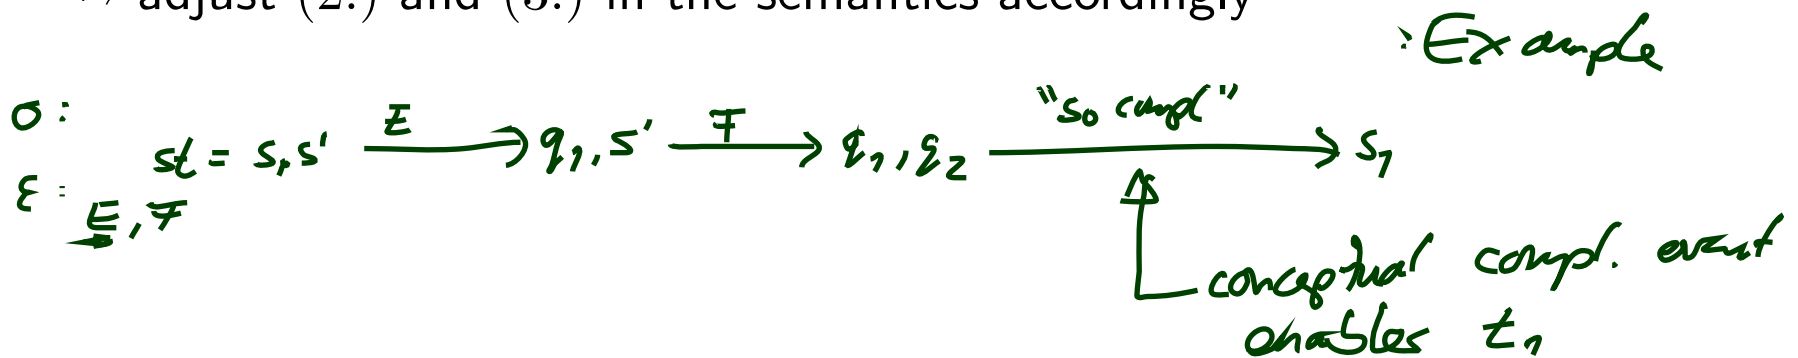 adjust (2.) and (3.) in the semantics accordingly
: Example
σ:
st = s, s' —E→ q₁, s' —F→ q₁, q₂ —"s₀ compl"→ s₁
ε: E, F
conceptual compl. event
enables t₁